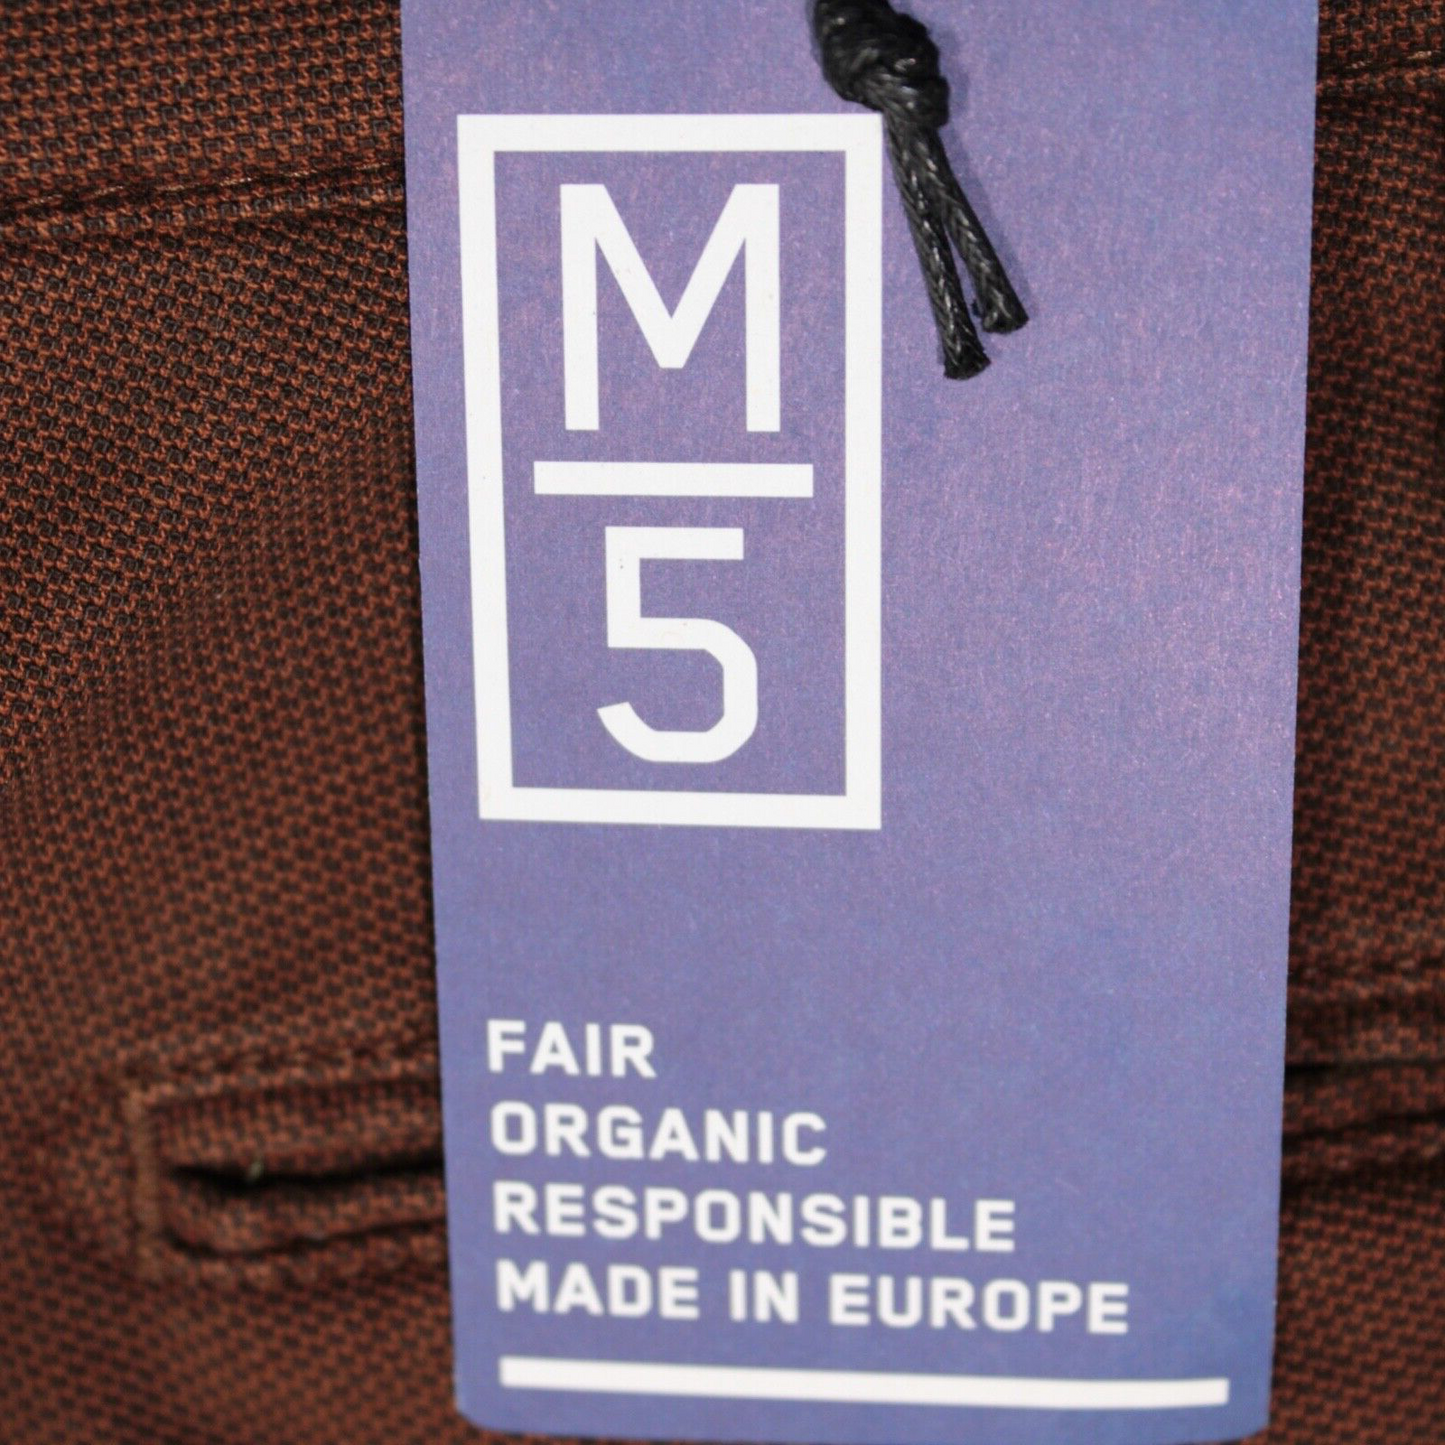 M
5
FAIR
ORGANIC
RESPONSIBLE
MADE IN EUROPE